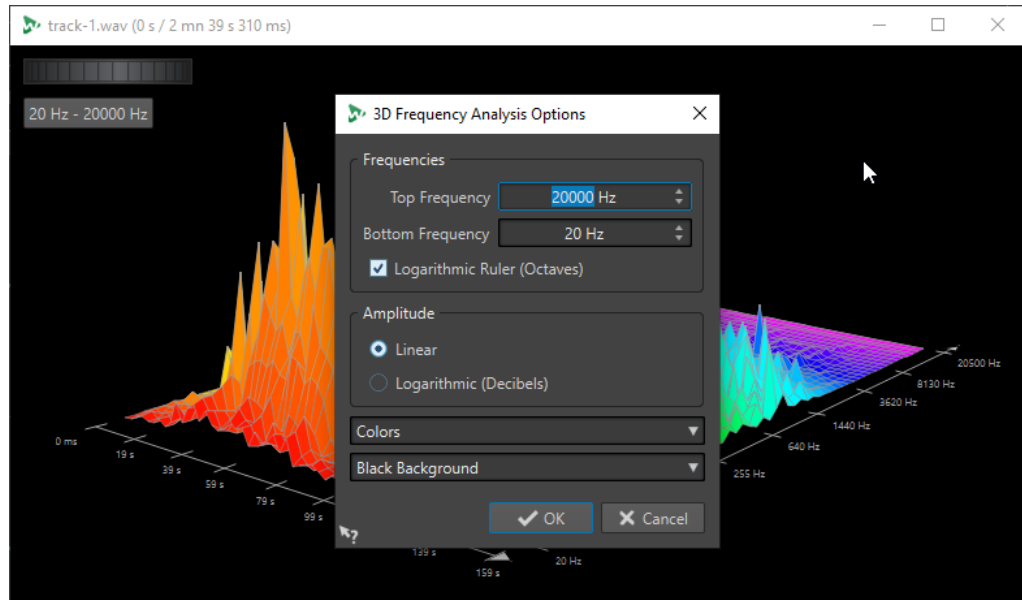 track-1.wav (0 s / 2 mn 39 s 310 ms)
20 Hz - 20000 Hz
3D Frequency Analysis Options
Frequencies
Top Frequency 20000 Hz
Bottom Frequency 20 Hz
Logarithmic Ruler (Octaves)
Amplitude
Linear
Logarithmic (Decibels)
Colors
Black Background
OK Cancel
?
0 ms
19 s
39 s
59 s
79 s
99 s
139 s
159 s
20 Hz
255 Hz
640 Hz
1440 Hz
3620 Hz
8130 Hz
20500 Hz